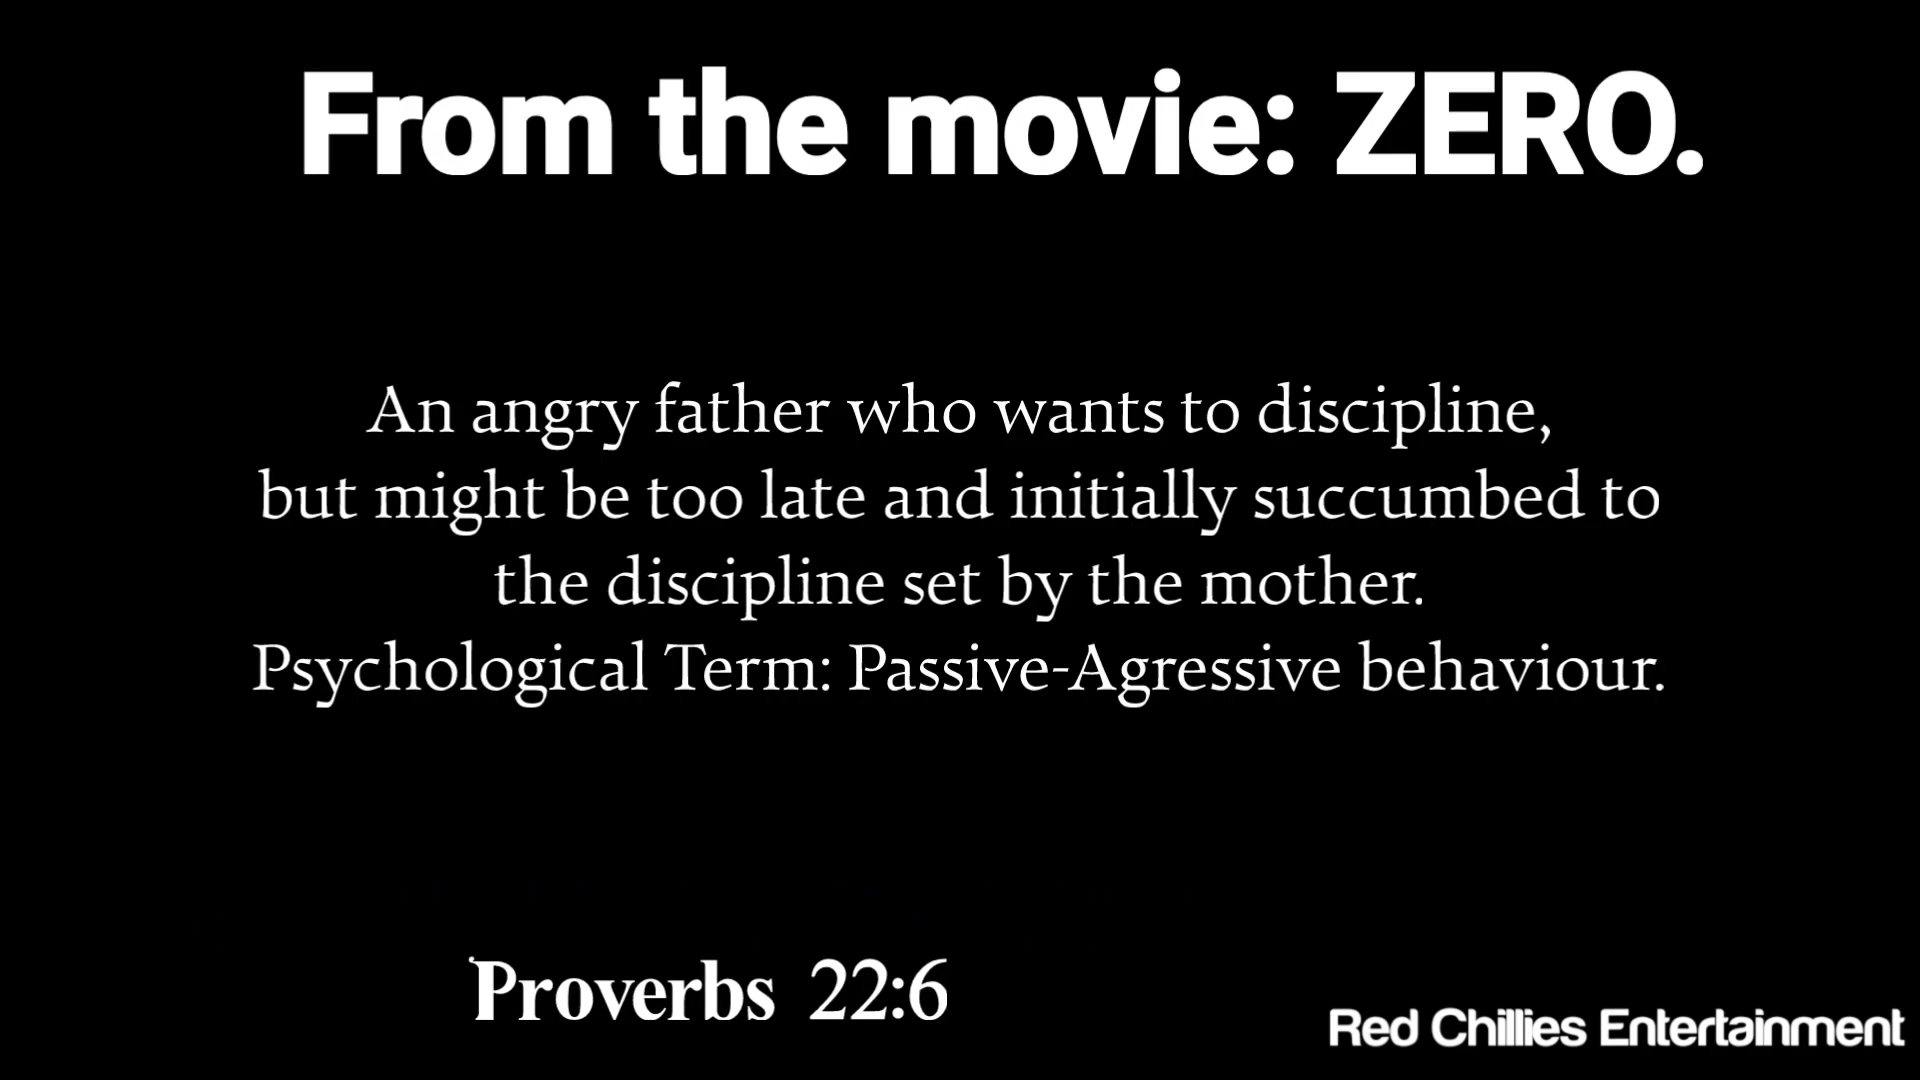 From the movie: ZERO.
An angry father who wants to discipline,
but might be too late and initially succumbed to
the discipline set by the mother.
Psychological Term: Passive-Agressive behaviour.
Proverbs 22:6
Red Chillies Entertainment